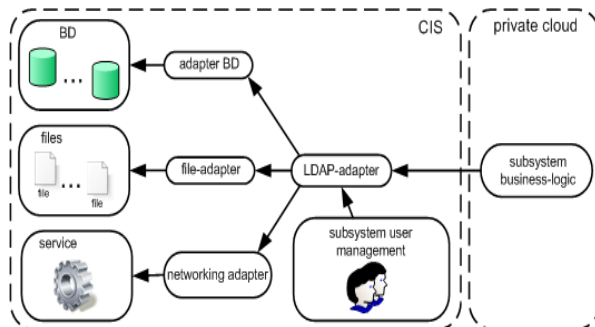 CIS
private cloud
BD
...
adapter BD
files
file
...
file
file-adapter
LDAP-adapter
subsystem
business-logic
service
networking adapter
subsystem user
management